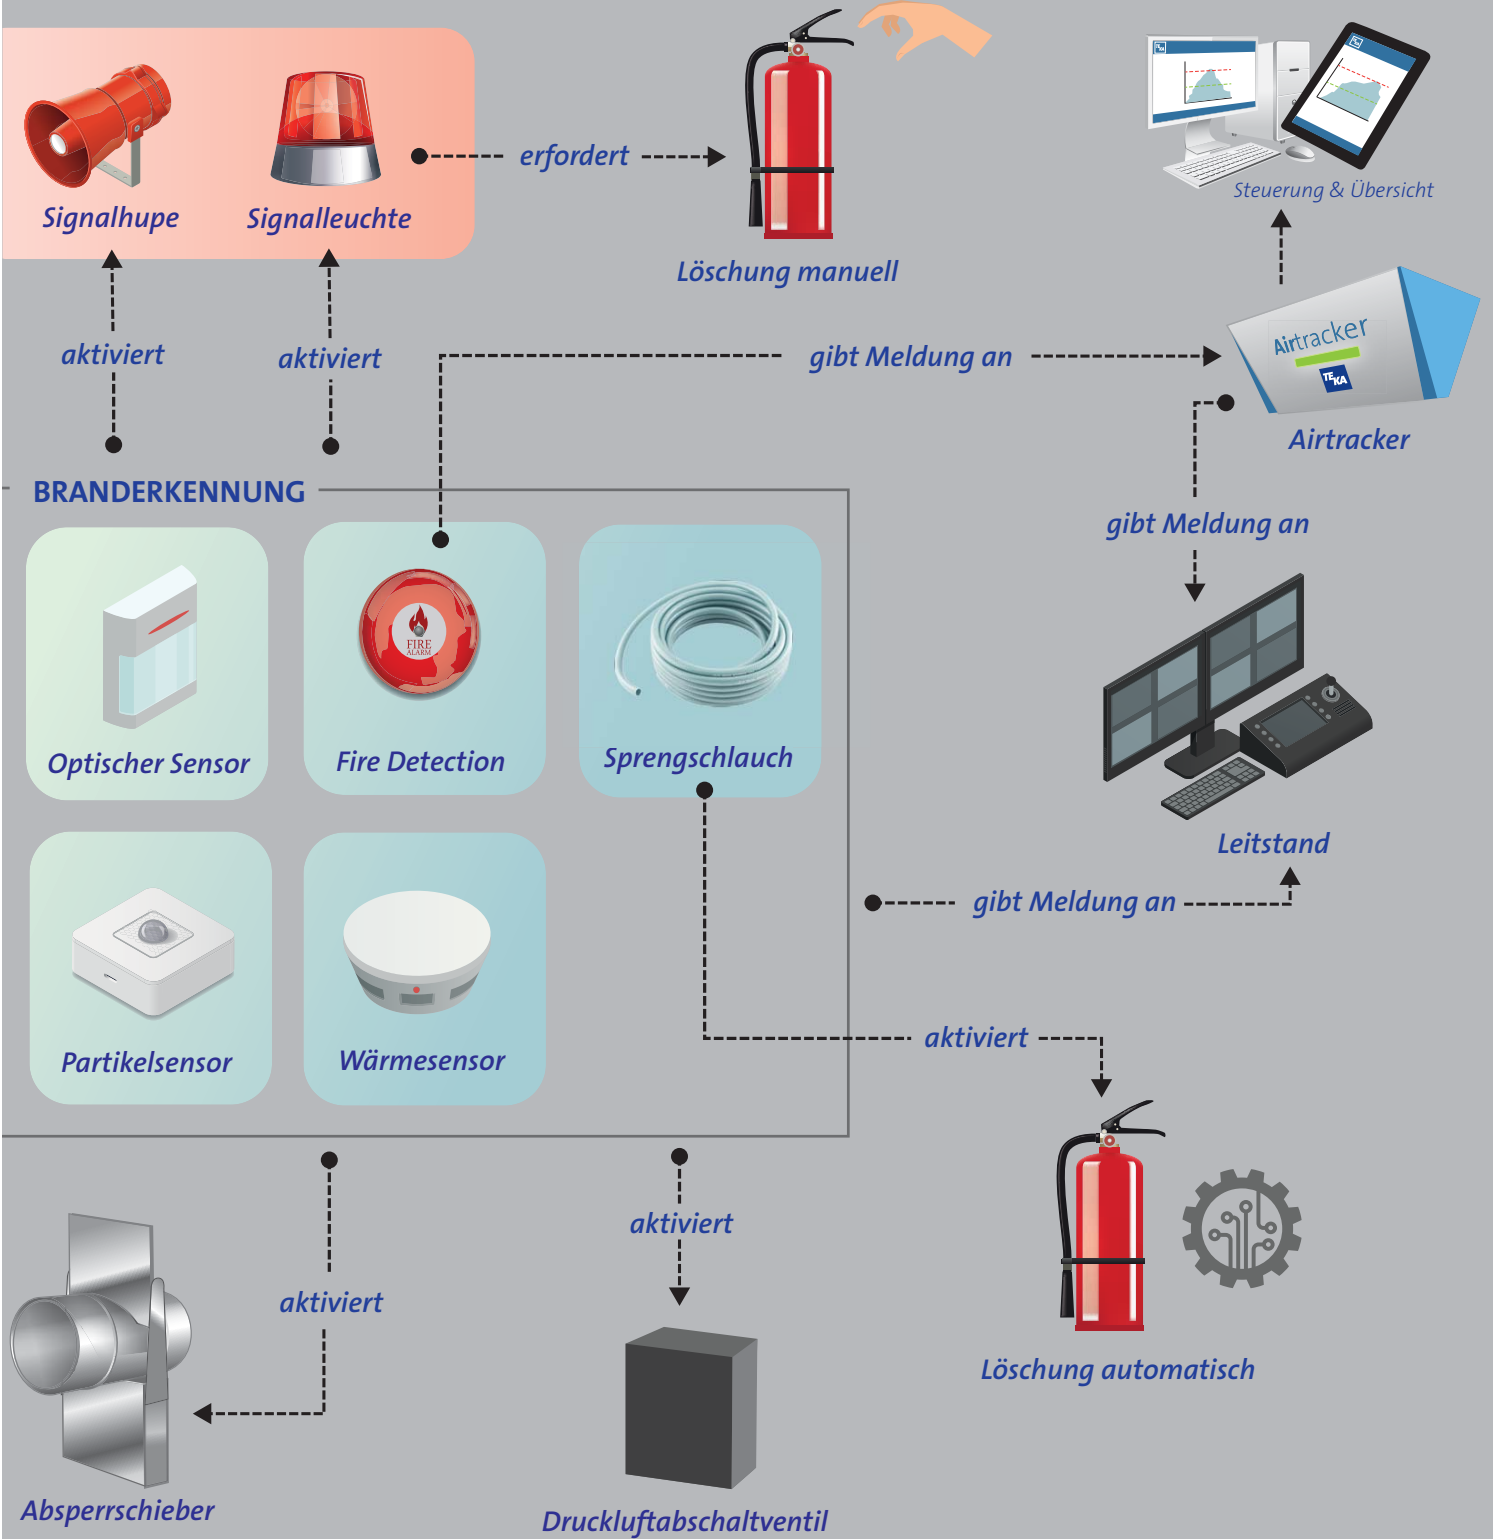 Signalhupe
Signalleuchte
erfordert
Löschung manuell
Steuerung & Übersicht
aktiviert
aktiviert
gibt Meldung an
Airtracker
TEKA
Airtracker
BRANDERKENNUNG
gibt Meldung an
FIRE
ALARM
Optischer Sensor
Fire Detection
Sprengschlauch
Leitstand
gibt Meldung an
Partikelsensor
Wärmesensor
aktiviert
aktiviert
aktiviert
Löschung automatisch
Absperrschieber
Druckluftabschaltventil